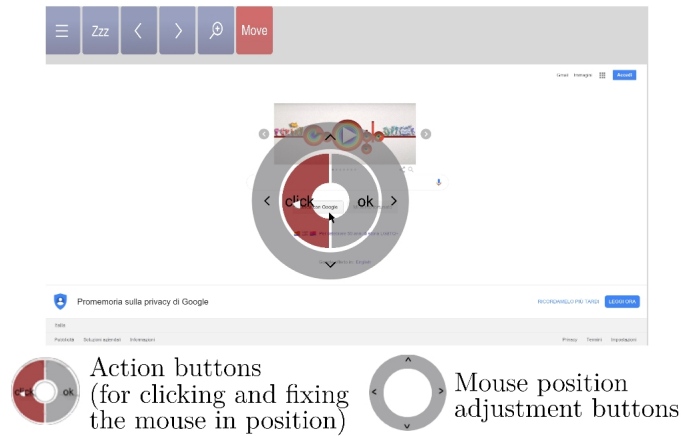 Zzz
Move
Gmail Immagini
Accedi
click ok
Google
English
Promemoria sulla privacy di Google
RICORDAMELO PIÙ TARDI
LEGGI ORA
Italia
Pubblicità Soluzioni aziendali Informazioni
Privacy Termini Impostazioni
click ok
Action buttons
(for clicking and fixing
the mouse in position)
Mouse position
adjustment buttons